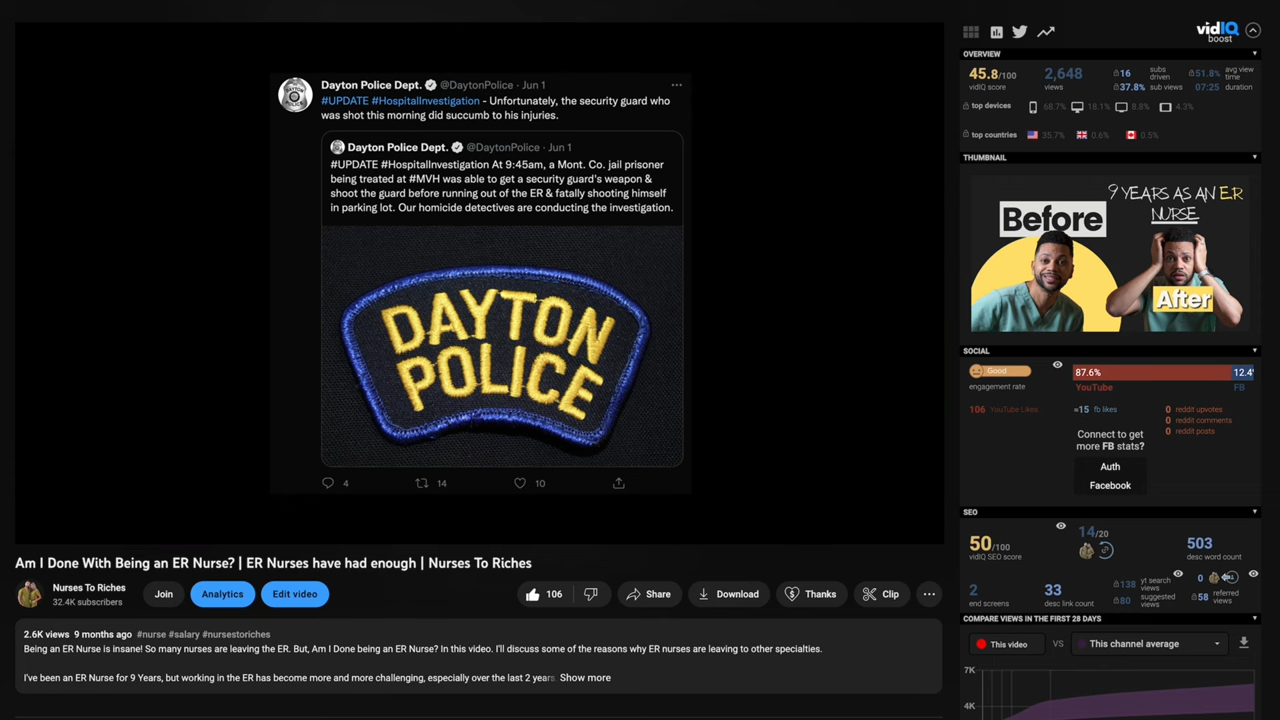 Dayton Police Dept. @DaytonPolice · Jun 1
#UPDATE #HospitalInvestigation - Unfortunately, the security guard who
was shot this morning did succumb to his injuries.
Dayton Police Dept. @DaytonPolice · Jun 1
#UPDATE #HospitalInvestigation At 9:45am, a Mont. Co. jail prisoner
being treated at #MVH was able to get a security guard's weapon &
shoot the guard before running out of the ER & fatally shooting himself
in parking lot. Our homicide detectives are conducting the investigation.
DAYTON
POLICE
4 14 10
Am I Done With Being an ER Nurse? | ER Nurses have had enough | Nurses To Riches
Nurses To Riches
32.4K subscribers
Join
Analytics
Edit video
106
Share
Download
Thanks
Clip
2.6K views 9 months ago #nurse #salary #nursestoriches
Being an ER Nurse is insane! So many nurses are leaving the ER. But, Am I Done being an ER Nurse? In this video. I'll discuss some of the reasons why ER nurses are leaving to other specialties.
I've been an ER Nurse for 9 Years, but working in the ER has become more and more challenging, especially over the last 2 years. Show more
vidIQ
boost
OVERVIEW
45.8/100
vidIQ score
2,648
views
16
subs
driven
37.8% sub views
51.8%
avg view
time
07:25 duration
top devices
68.7%
18.1%
8.8%
4.3%
top countries
35.7%
0.6%
0.5%
THUMBNAIL
9 YEARS AS AN ER
NURSE
Before
After
SOCIAL
Good
engagement rate
87.6%
YouTube
12.4
FB
106 YouTube Likes
≈15 fb likes
0 reddit upvotes
0 reddit comments
0 reddit posts
Connect to get
more FB stats?
Auth
Facebook
SEO
50/100
vidIQ SEO score
14/20
503
desc word count
2
end screens
33
desc link count
138 yt search
views
80 suggested
views
0
58 referred
views
COMPARE VIEWS IN THE FIRST 28 DAYS
This video
VS
This channel average
7K
4K